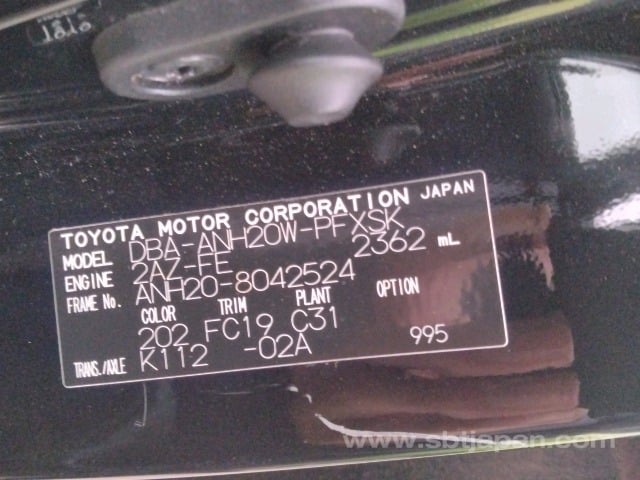 TOYOTA MOTOR CORPORATION JAPAN
MODEL DBA-ANH20W-PFXSK
ENGINE 2AZ-FE 2362 mL
FRAME No. ANH20-8042524
COLOR TRIM PLANT OPTION
202 FC19 C31
TRANS./AXLE K112 -02A 995
www.sbtjapan.com